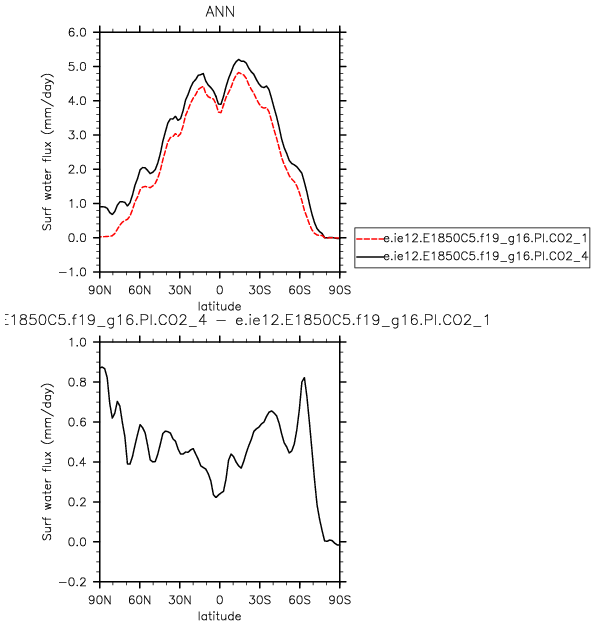 ANN
6.0
5.0
4.0
3.0
2.0
1.0
0.0
−1.0
Surf water flux (mm/day)
90N 60N 30N 0 30S 60S 90S
latitude
e.ie12.E1850C5.f19_g16.PI.CO2_1
e.ie12.E1850C5.f19_g16.PI.CO2_4
E1850C5.f19_g16.PI.CO2_4 − e.ie12.E1850C5.f19_g16.PI.CO2_1
1.0
0.8
0.6
0.4
0.2
0.0
−0.2
Surf water flux (mm/day)
90N 60N 30N 0 30S 60S 90S
latitude